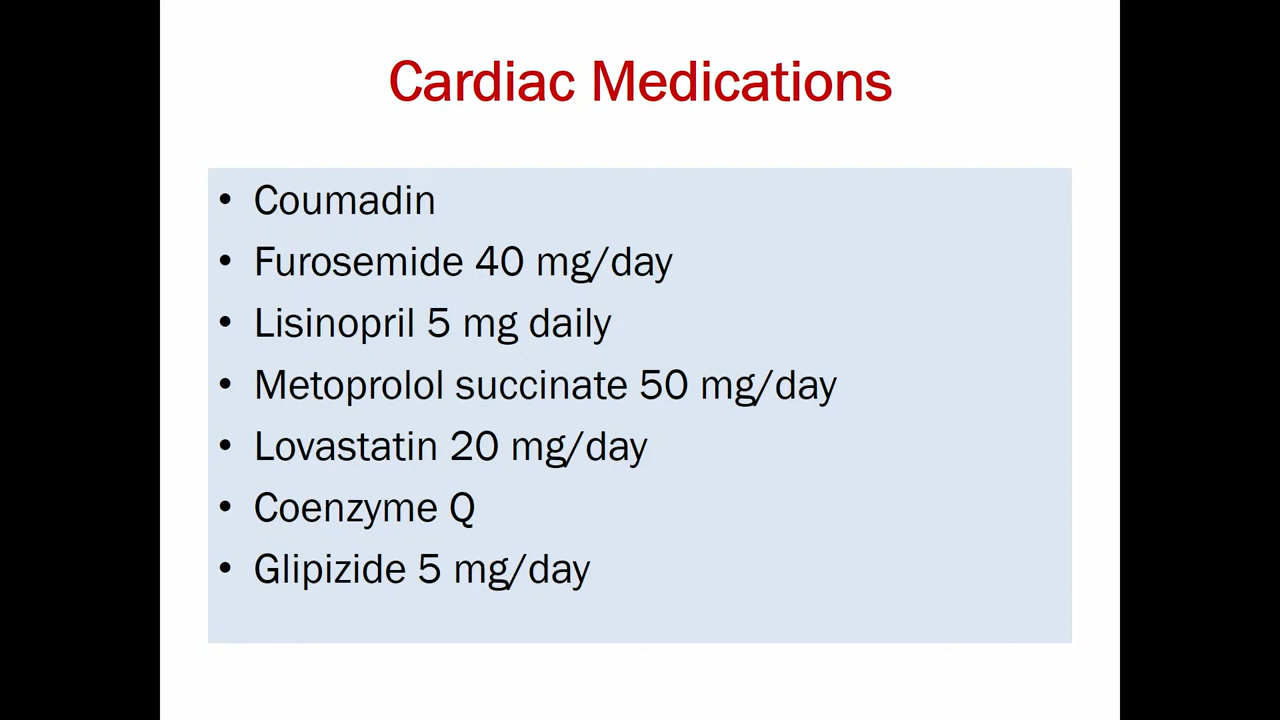 Cardiac Medications
• Coumadin
• Furosemide 40 mg/day
• Lisinopril 5 mg daily
• Metoprolol succinate 50 mg/day
• Lovastatin 20 mg/day
• Coenzyme Q
• Glipizide 5 mg/day